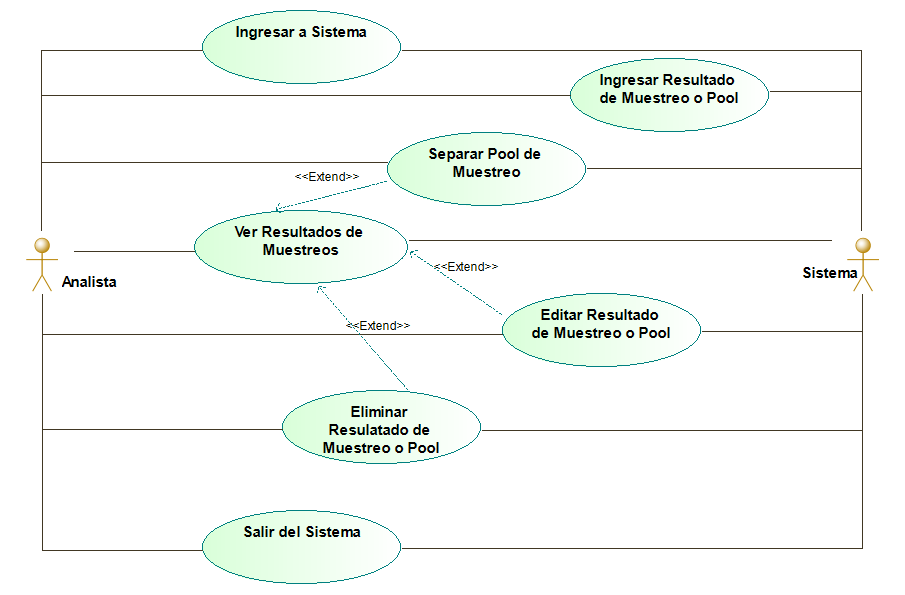 Ingresar a Sistema
Ingresar Resultado
de Muestreo o Pool
Separar Pool de
Muestreo
<<Extend>>
Ver Resultados de
Muestreos
Analista
Sistema
<<Extend>>
Editar Resultado
de Muestreo o Pool
<<Extend>>
Eliminar
Resulatado de
Muestreo o Pool
Salir del Sistema